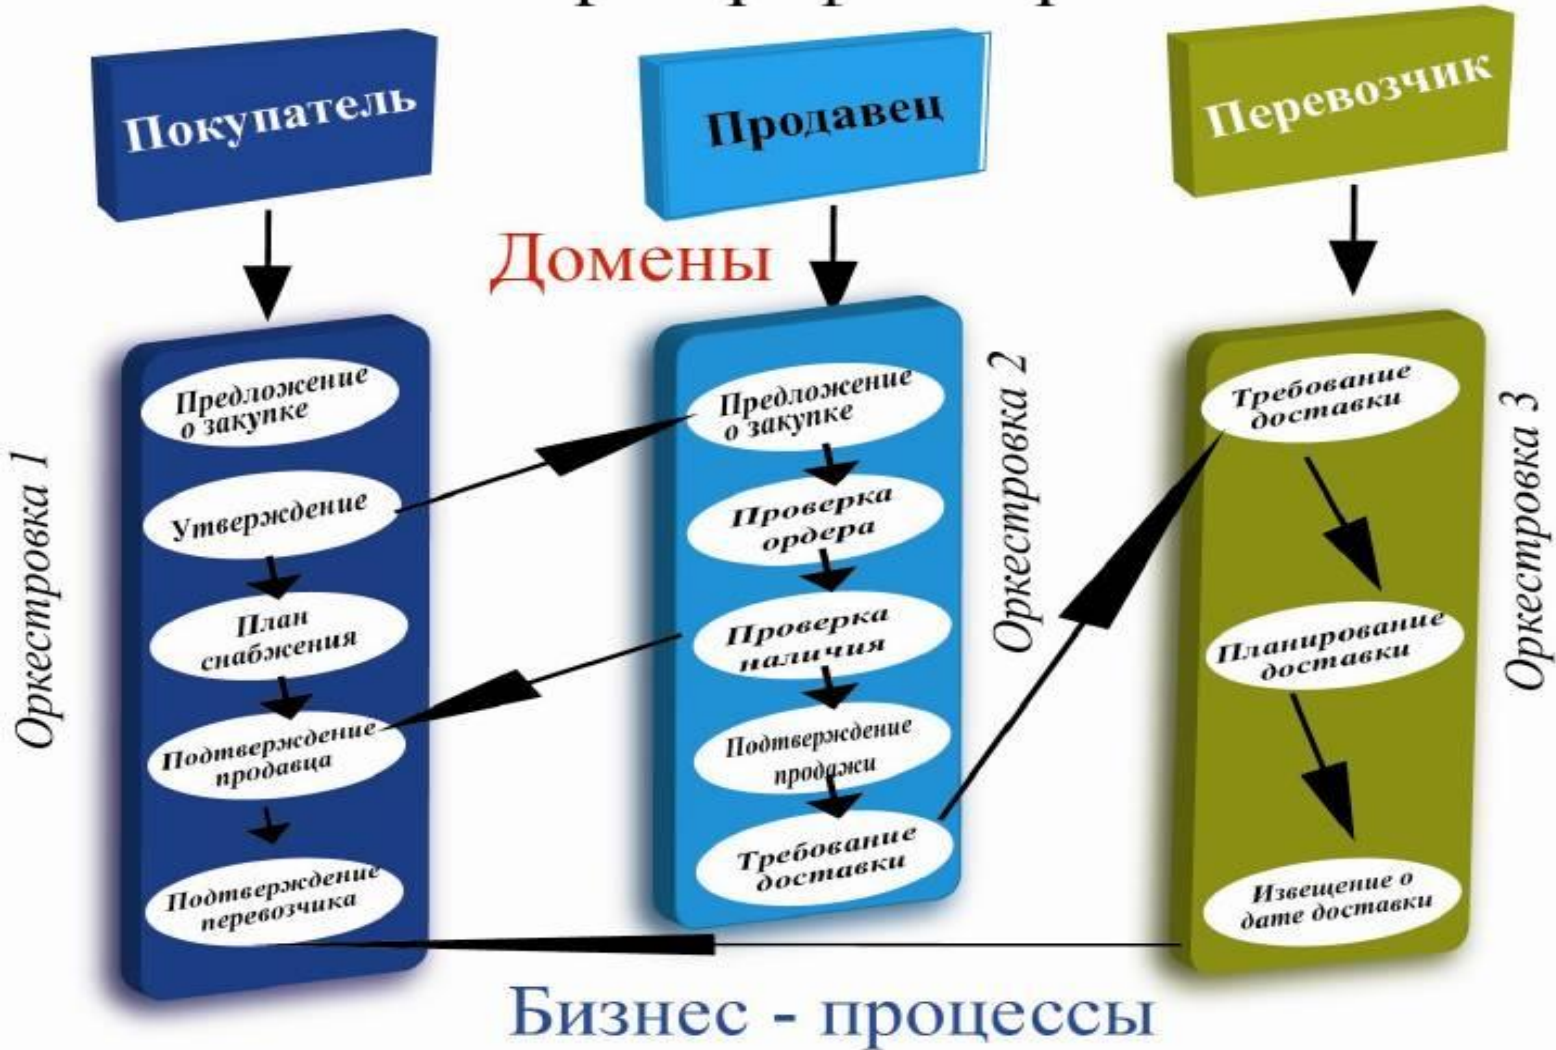 Покупатель
Продавец
Перевозчик
Домены
Оркестровка 1
Предложение
о закупке
Утверждение
План
снабжения
Подтверждение
продавца
Подтверждение
перевозчика
Предложение
о закупке
Проверка
ордера
Проверка
наличия
Подтверждение
продажи
Требование
доставки
Оркестровка 2
Требование
доставки
Планирование
доставки
Извещение о
дате доставки
Оркестровка 3
Бизнес - процессы